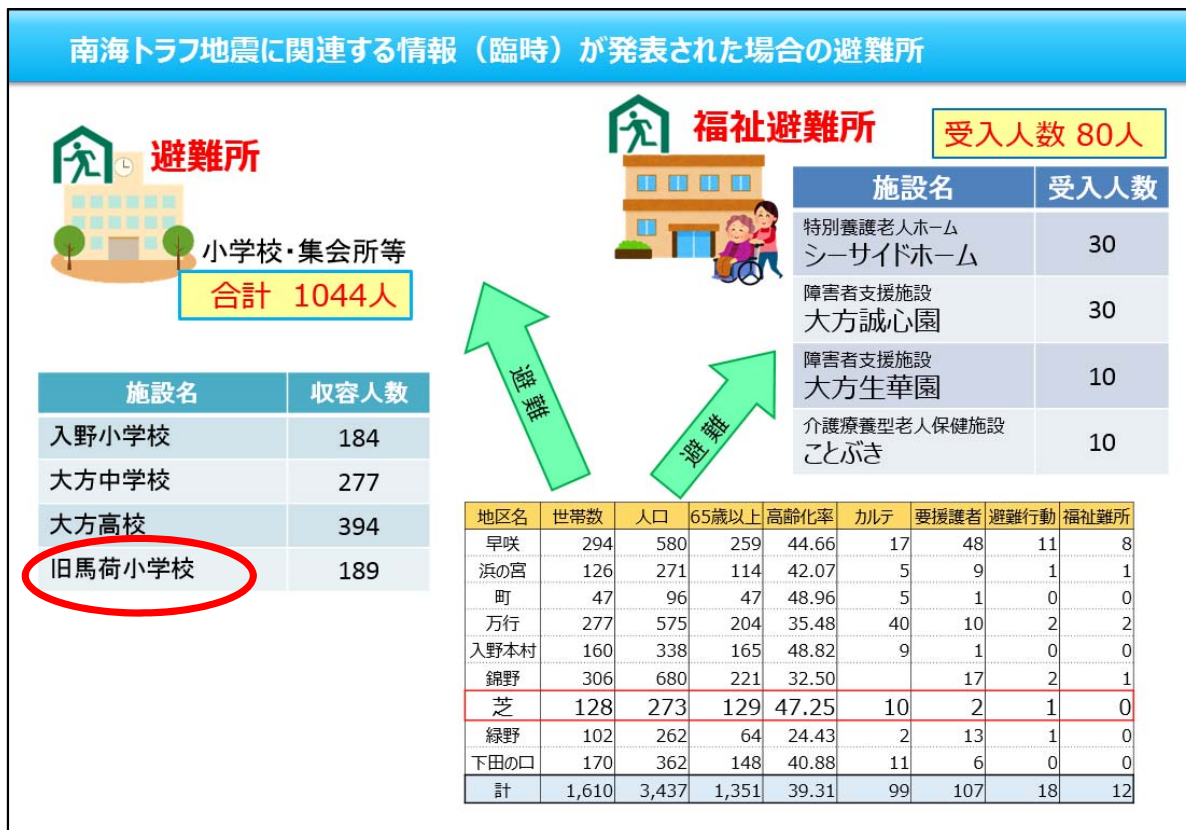 南海トラフ地震に関連する情報（臨時）が発表された場合の避難所
避難所
小学校・集会所等
合計 1044人
福祉避難所
受入人数 80人
施設名 受入人数
特別養護老人ホーム
シーサイドホーム 30
障害者支援施設
大方誠心園 30
障害者支援施設
大方生華園 10
介護療養型老人保健施設
ことぶき 10
避難
避難
施設名 収容人数
入野小学校 184
大方中学校 277
大方高校 394
旧馬荷小学校 189
地区名 世帯数 人口 65歳以上 高齢化率 カルテ 要援護者 避難行動 福祉難所
早咲 294 580 259 44.66 17 48 11 8
浜の宮 126 271 114 42.07 5 9 1 1
町 47 96 47 48.96 5 1 0 0
万行 277 575 204 35.48 40 10 2 2
入野本村 160 338 165 48.82 9 1 0 0
錦野 306 680 221 32.50 17 2 1
芝 128 273 129 47.25 10 2 1 0
緑野 102 262 64 24.43 2 13 1 0
下田の口 170 362 148 40.88 11 6 0 0
計 1,610 3,437 1,351 39.31 99 107 18 12